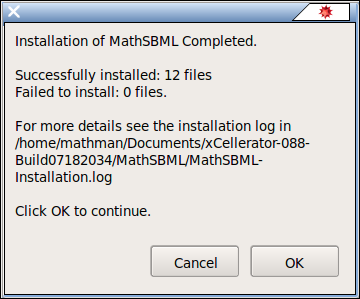 Installation of MathSBML Completed.
Successfully installed: 12 files
Failed to install: 0 files.
For more details see the installation log in
/home/mathman/Documents/xCellerator-088-
Build07182034/MathSBML/MathSBML-
Installation.log
Click OK to continue.
Cancel
OK